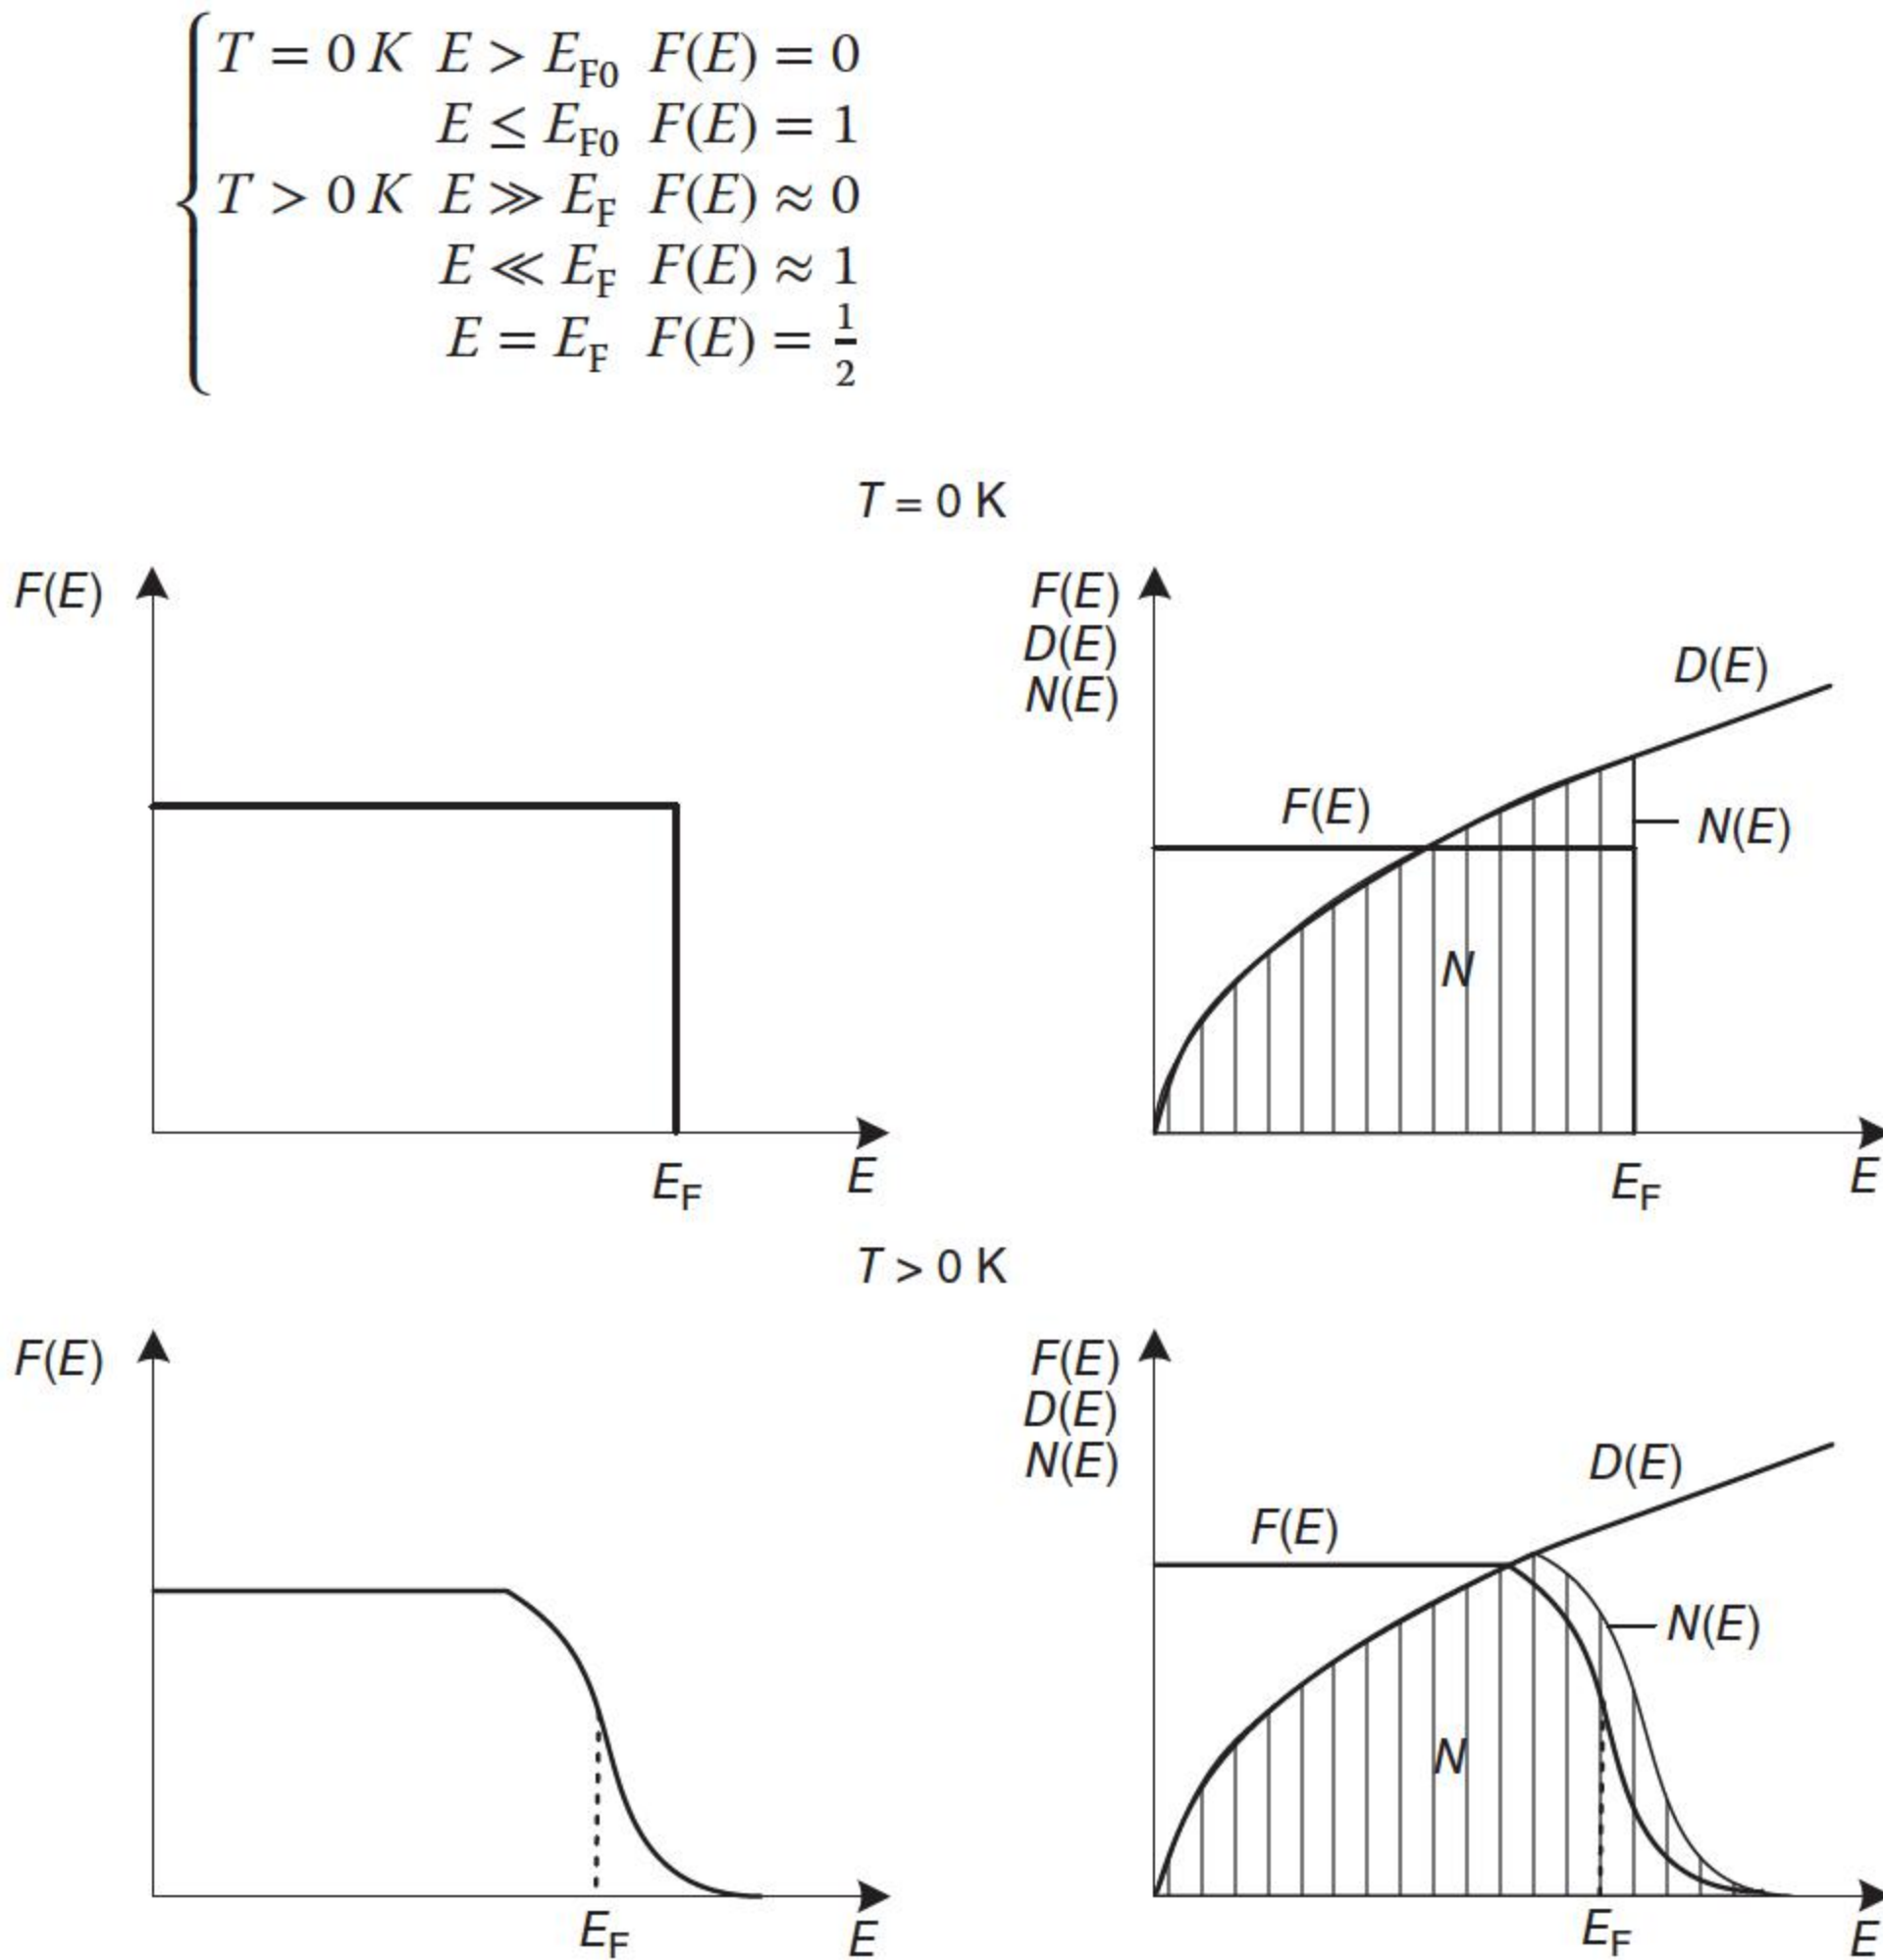 T = 0 K E > E_F0 F(E) = 0
E ≤ E_F0 F(E) = 1
T > 0 K E ≫ E_F F(E) ≈ 0
E ≪ E_F F(E) ≈ 1
E = E_F F(E) = 1/2
T = 0 K
F(E)
E_F
E
F(E)
D(E)
N(E)
D(E)
F(E)
N(E)
N
E_F
E
T > 0 K
F(E)
E_F
E
F(E)
D(E)
N(E)
D(E)
F(E)
N(E)
N
E_F
E